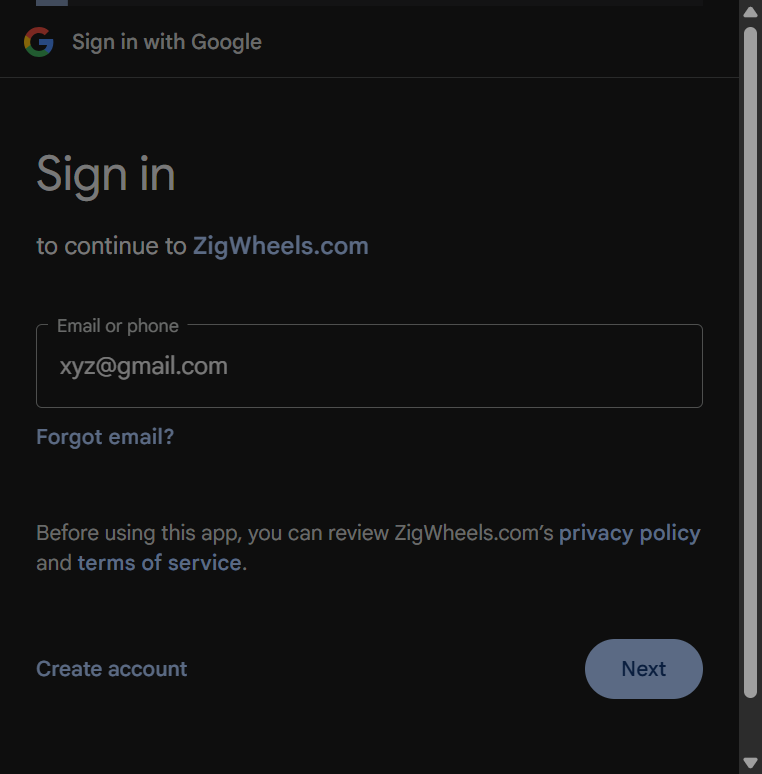 Sign in with Google
Sign in
to continue to ZigWheels.com
Email or phone
xyz@gmail.com
Forgot email?
Before using this app, you can review ZigWheels.com’s privacy policy
and terms of service.
Create account
Next